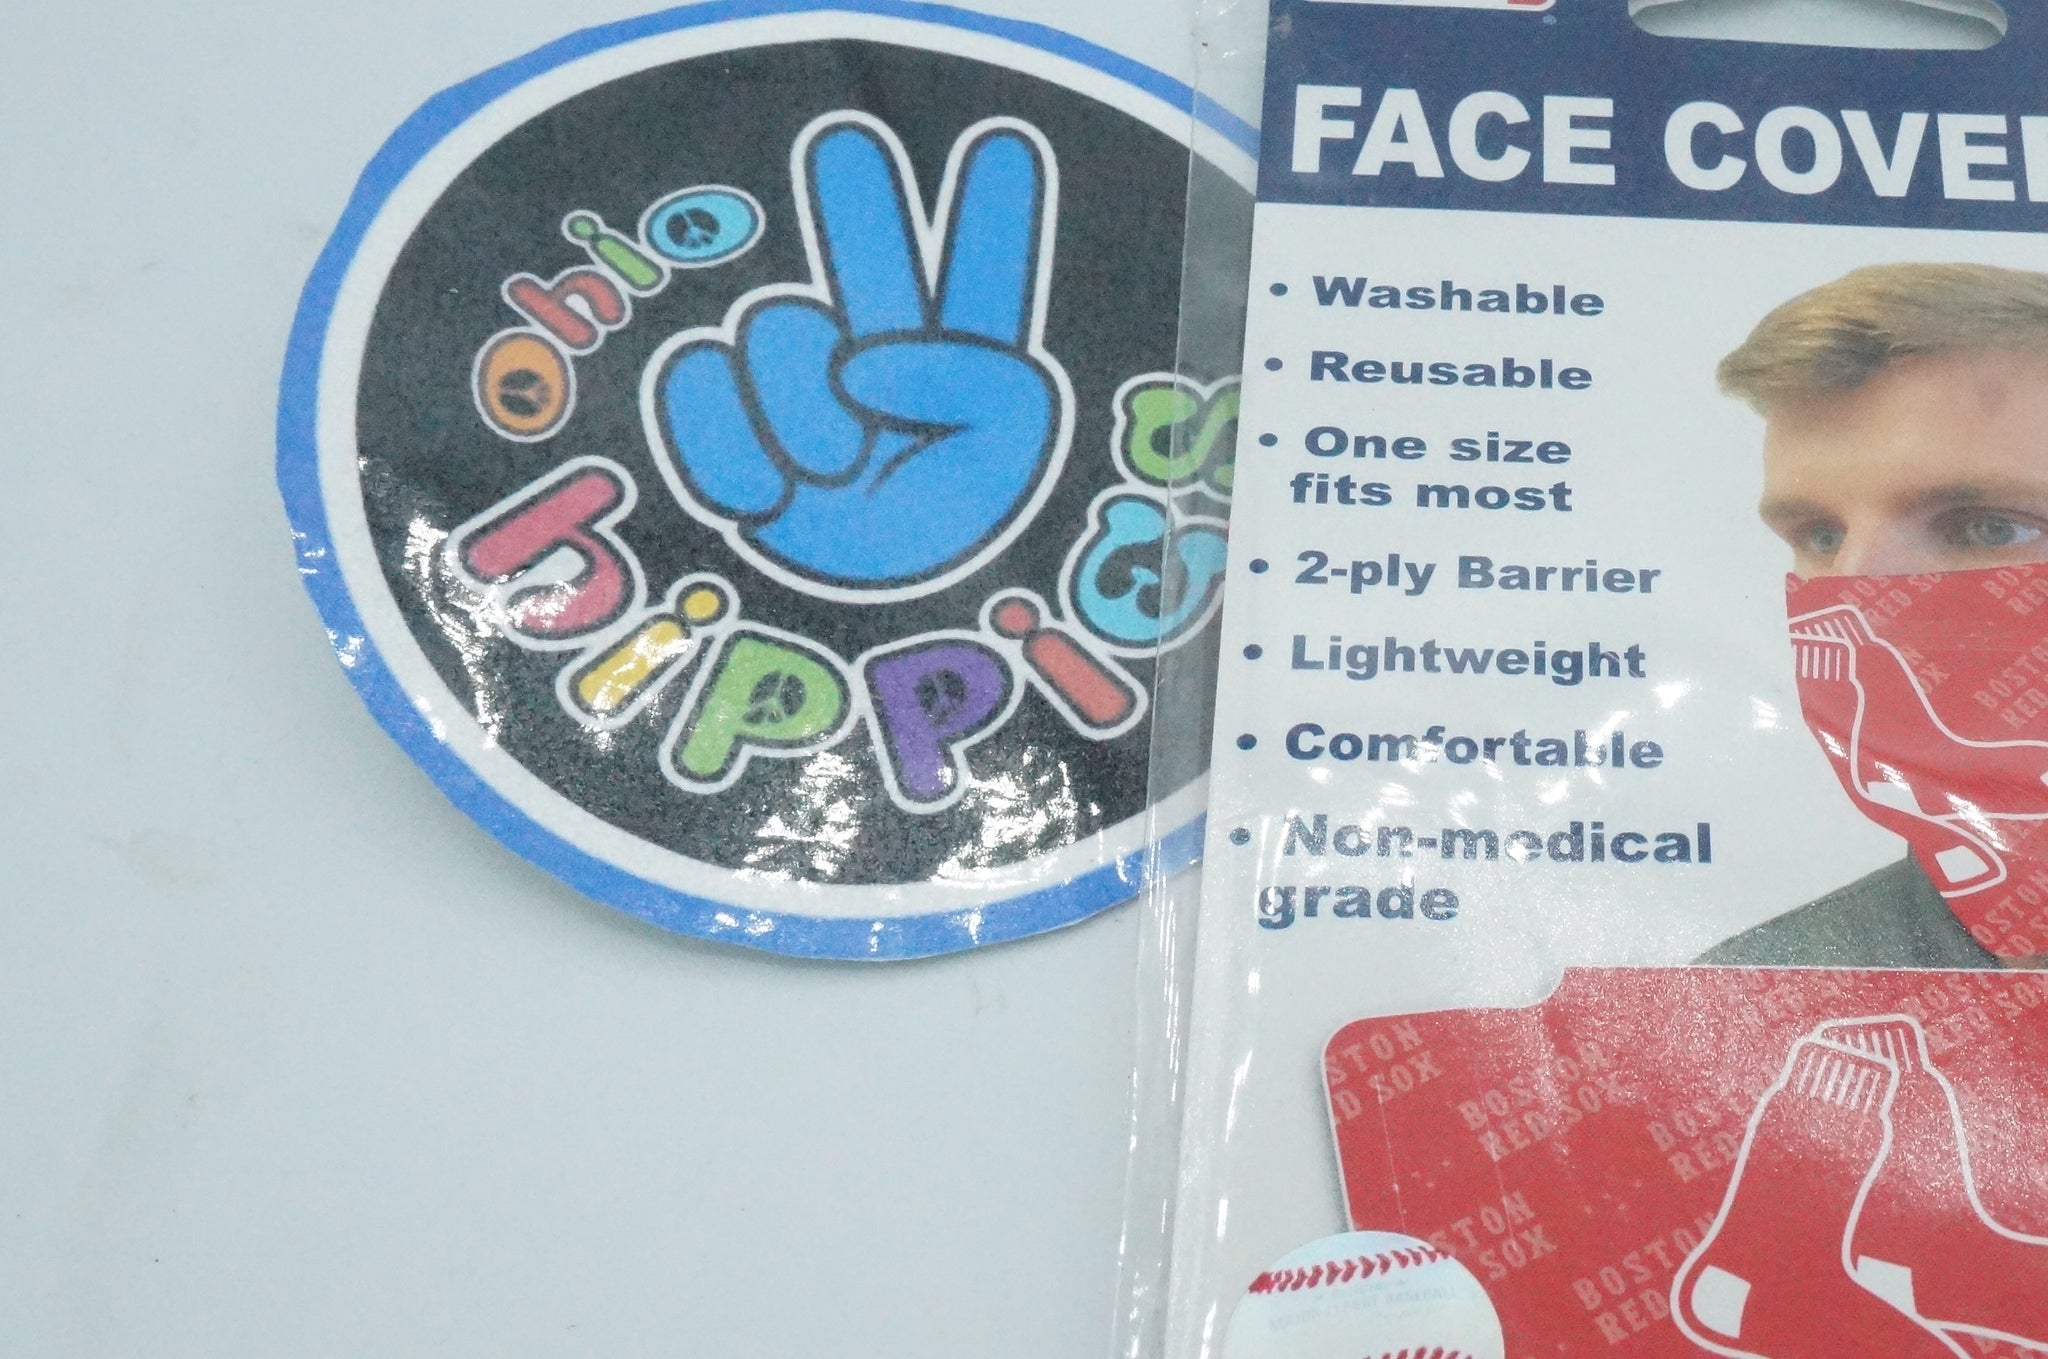 ohio
hippies
FACE COVE
• Washable
• Reusable
• One size
fits most
• 2-ply Barrier
• Lightweight
• Comfortable
• Non-medical
grade
BOSTON
RED SOX
BOSTON
RED SOX
BOSTON
RED SOX